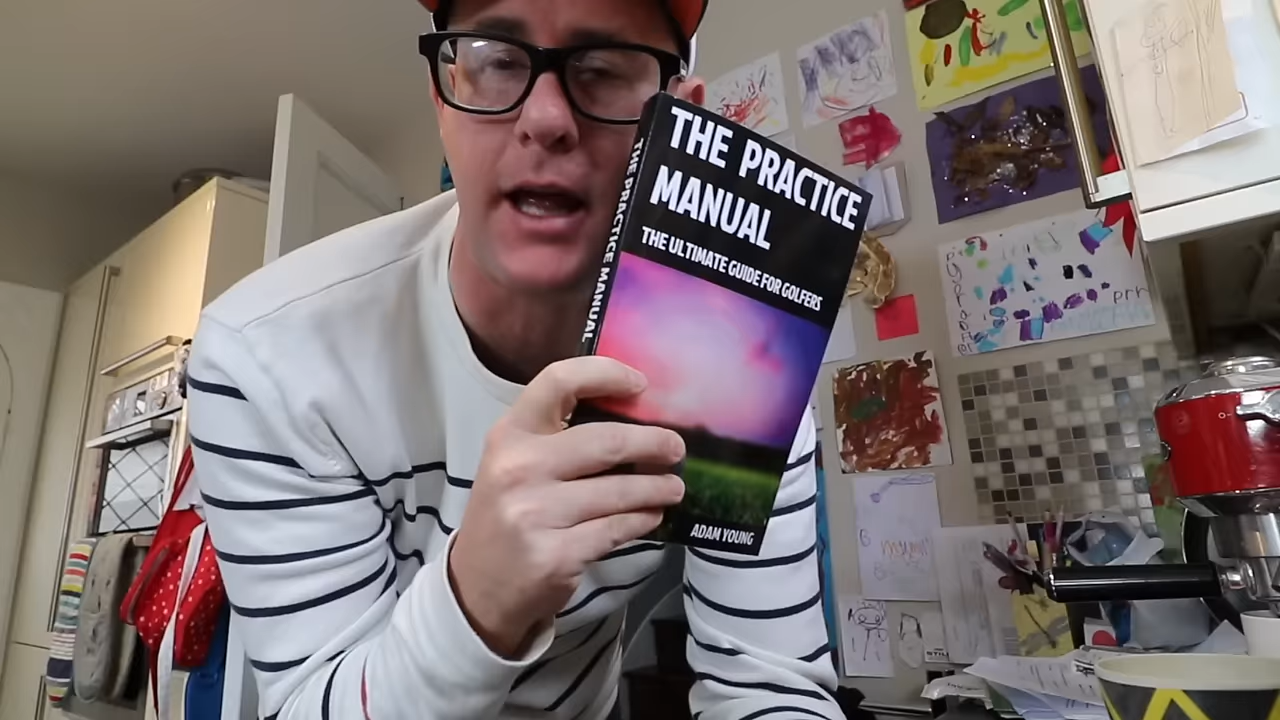 THE PRACTICE
MANUAL
THE ULTIMATE GUIDE FOR GOLFERS
ADAM YOUNG
THE PRACTICE MANUAL